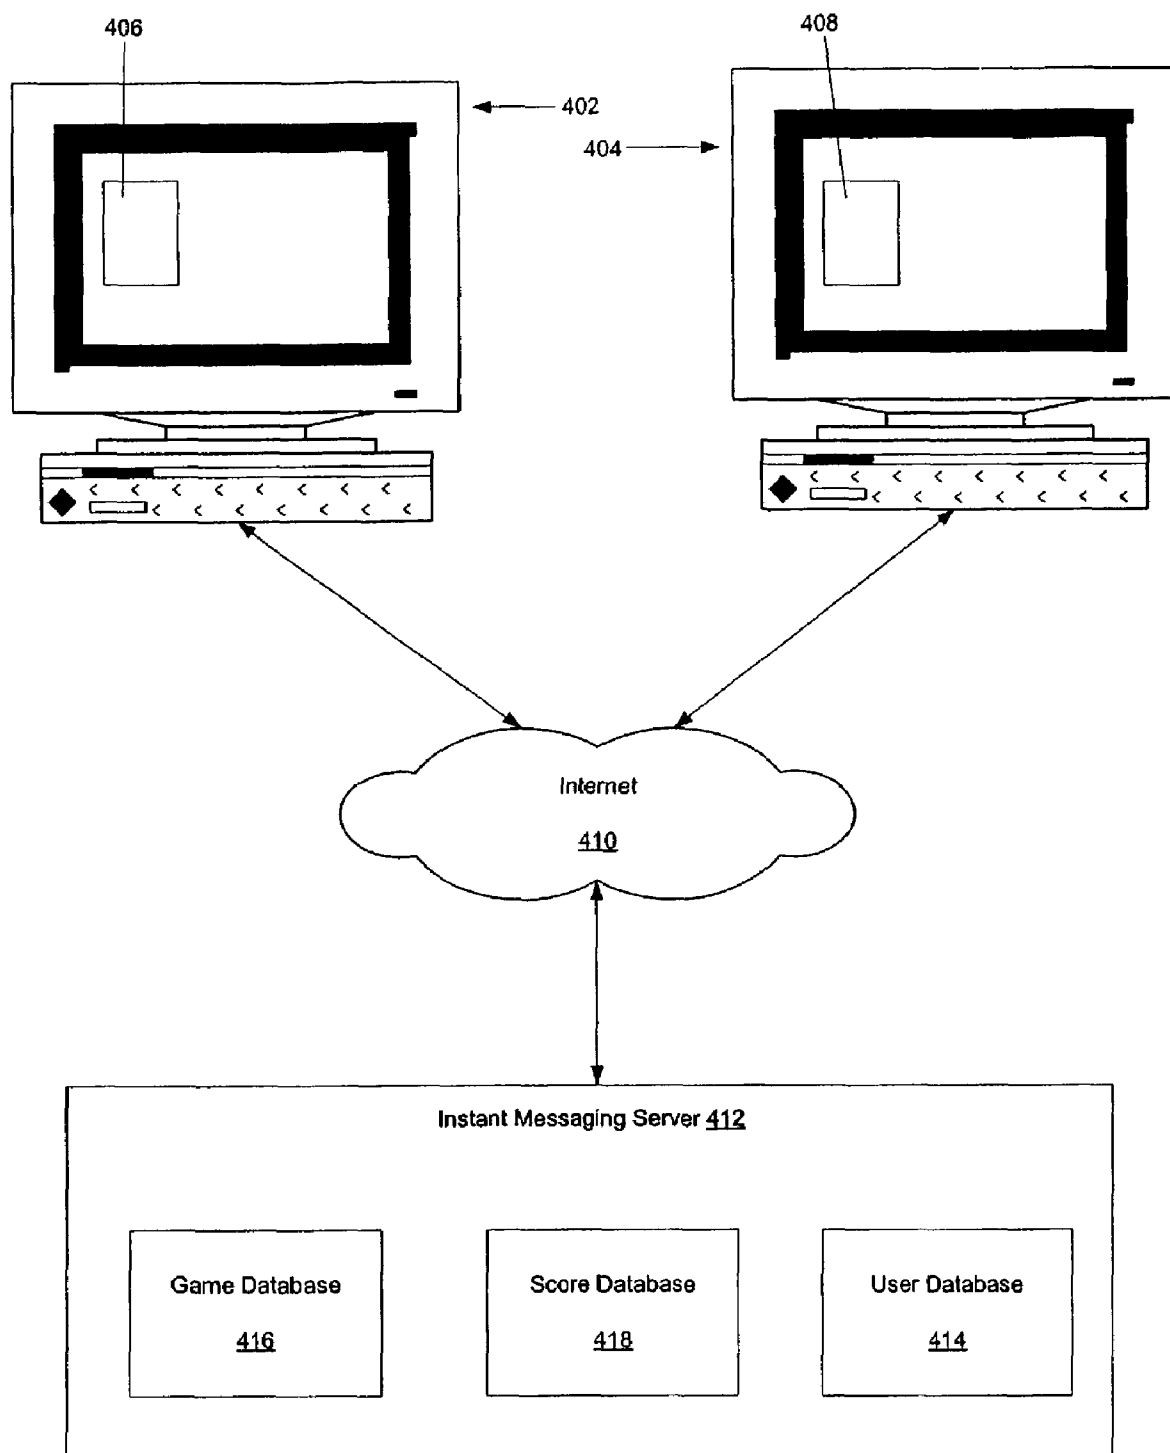 406
408
402
404
Internet
410
Instant Messaging Server 412
Game Database
416
Score Database
418
User Database
414